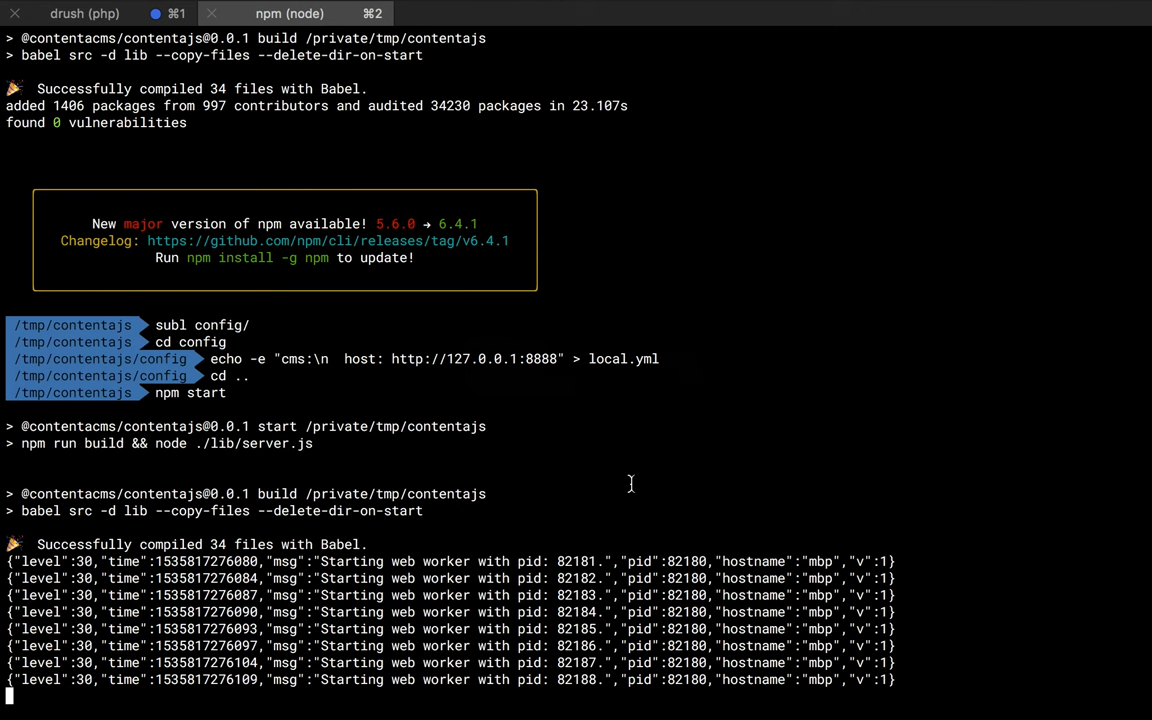 drush (php) ⌘1 npm (node) ⌘2
> @contentacms/contentajs@0.0.1 build /private/tmp/contentajs
> babel src -d lib --copy-files --delete-dir-on-start
🎉 Successfully compiled 34 files with Babel.
added 1406 packages from 997 contributors and audited 34230 packages in 23.107s
found 0 vulnerabilities
New major version of npm available! 5.6.0 → 6.4.1
Changelog: https://github.com/npm/cli/releases/tag/v6.4.1
Run npm install -g npm to update!
/tmp/contentajs subl config/
/tmp/contentajs cd config
/tmp/contentajs/config echo -e "cms:\n  host: http://127.0.0.1:8888" > local.yml
/tmp/contentajs/config cd ..
/tmp/contentajs npm start
> @contentacms/contentajs@0.0.1 start /private/tmp/contentajs
> npm run build && node ./lib/server.js
> @contentacms/contentajs@0.0.1 build /private/tmp/contentajs
> babel src -d lib --copy-files --delete-dir-on-start
🎉 Successfully compiled 34 files with Babel.
{"level":30,"time":1535817276080,"msg":"Starting web worker with pid: 82181.","pid":82180,"hostname":"mbp","v":1}
{"level":30,"time":1535817276084,"msg":"Starting web worker with pid: 82182.","pid":82180,"hostname":"mbp","v":1}
{"level":30,"time":1535817276087,"msg":"Starting web worker with pid: 82183.","pid":82180,"hostname":"mbp","v":1}
{"level":30,"time":1535817276090,"msg":"Starting web worker with pid: 82184.","pid":82180,"hostname":"mbp","v":1}
{"level":30,"time":1535817276093,"msg":"Starting web worker with pid: 82185.","pid":82180,"hostname":"mbp","v":1}
{"level":30,"time":1535817276097,"msg":"Starting web worker with pid: 82186.","pid":82180,"hostname":"mbp","v":1}
{"level":30,"time":1535817276104,"msg":"Starting web worker with pid: 82187.","pid":82180,"hostname":"mbp","v":1}
{"level":30,"time":1535817276109,"msg":"Starting web worker with pid: 82188.","pid":82180,"hostname":"mbp","v":1}